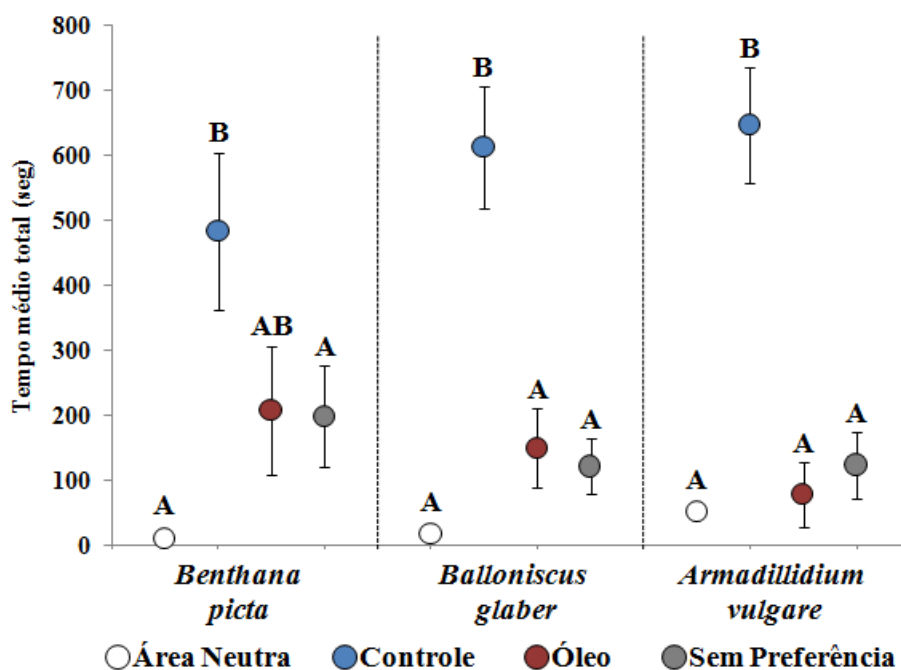 Tempo médio total (seg)
800
700
600
500
400
300
200
100
0
A
B
AB
A
A
B
A
A
A
B
A
A
Benthana
picta
Balloniscus
glaber
Armadillidium
vulgare
Área Neutra Controle Óleo Sem Preferência